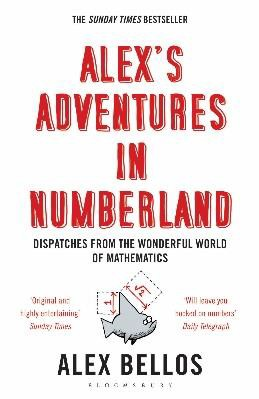 THE SUNDAY TIMES BESTSELLER
ALEX'S
ADVENTURES
IN
NUMBERLAND
DISPATCHES FROM THE WONDERFUL WORLD
OF MATHEMATICS
'Original and
highly entertaining'
Sunday Times
1
√2
'Will leave you
hooked on numbers'
Daily Telegraph
ALEX BELLOS
BLOOMSBURY